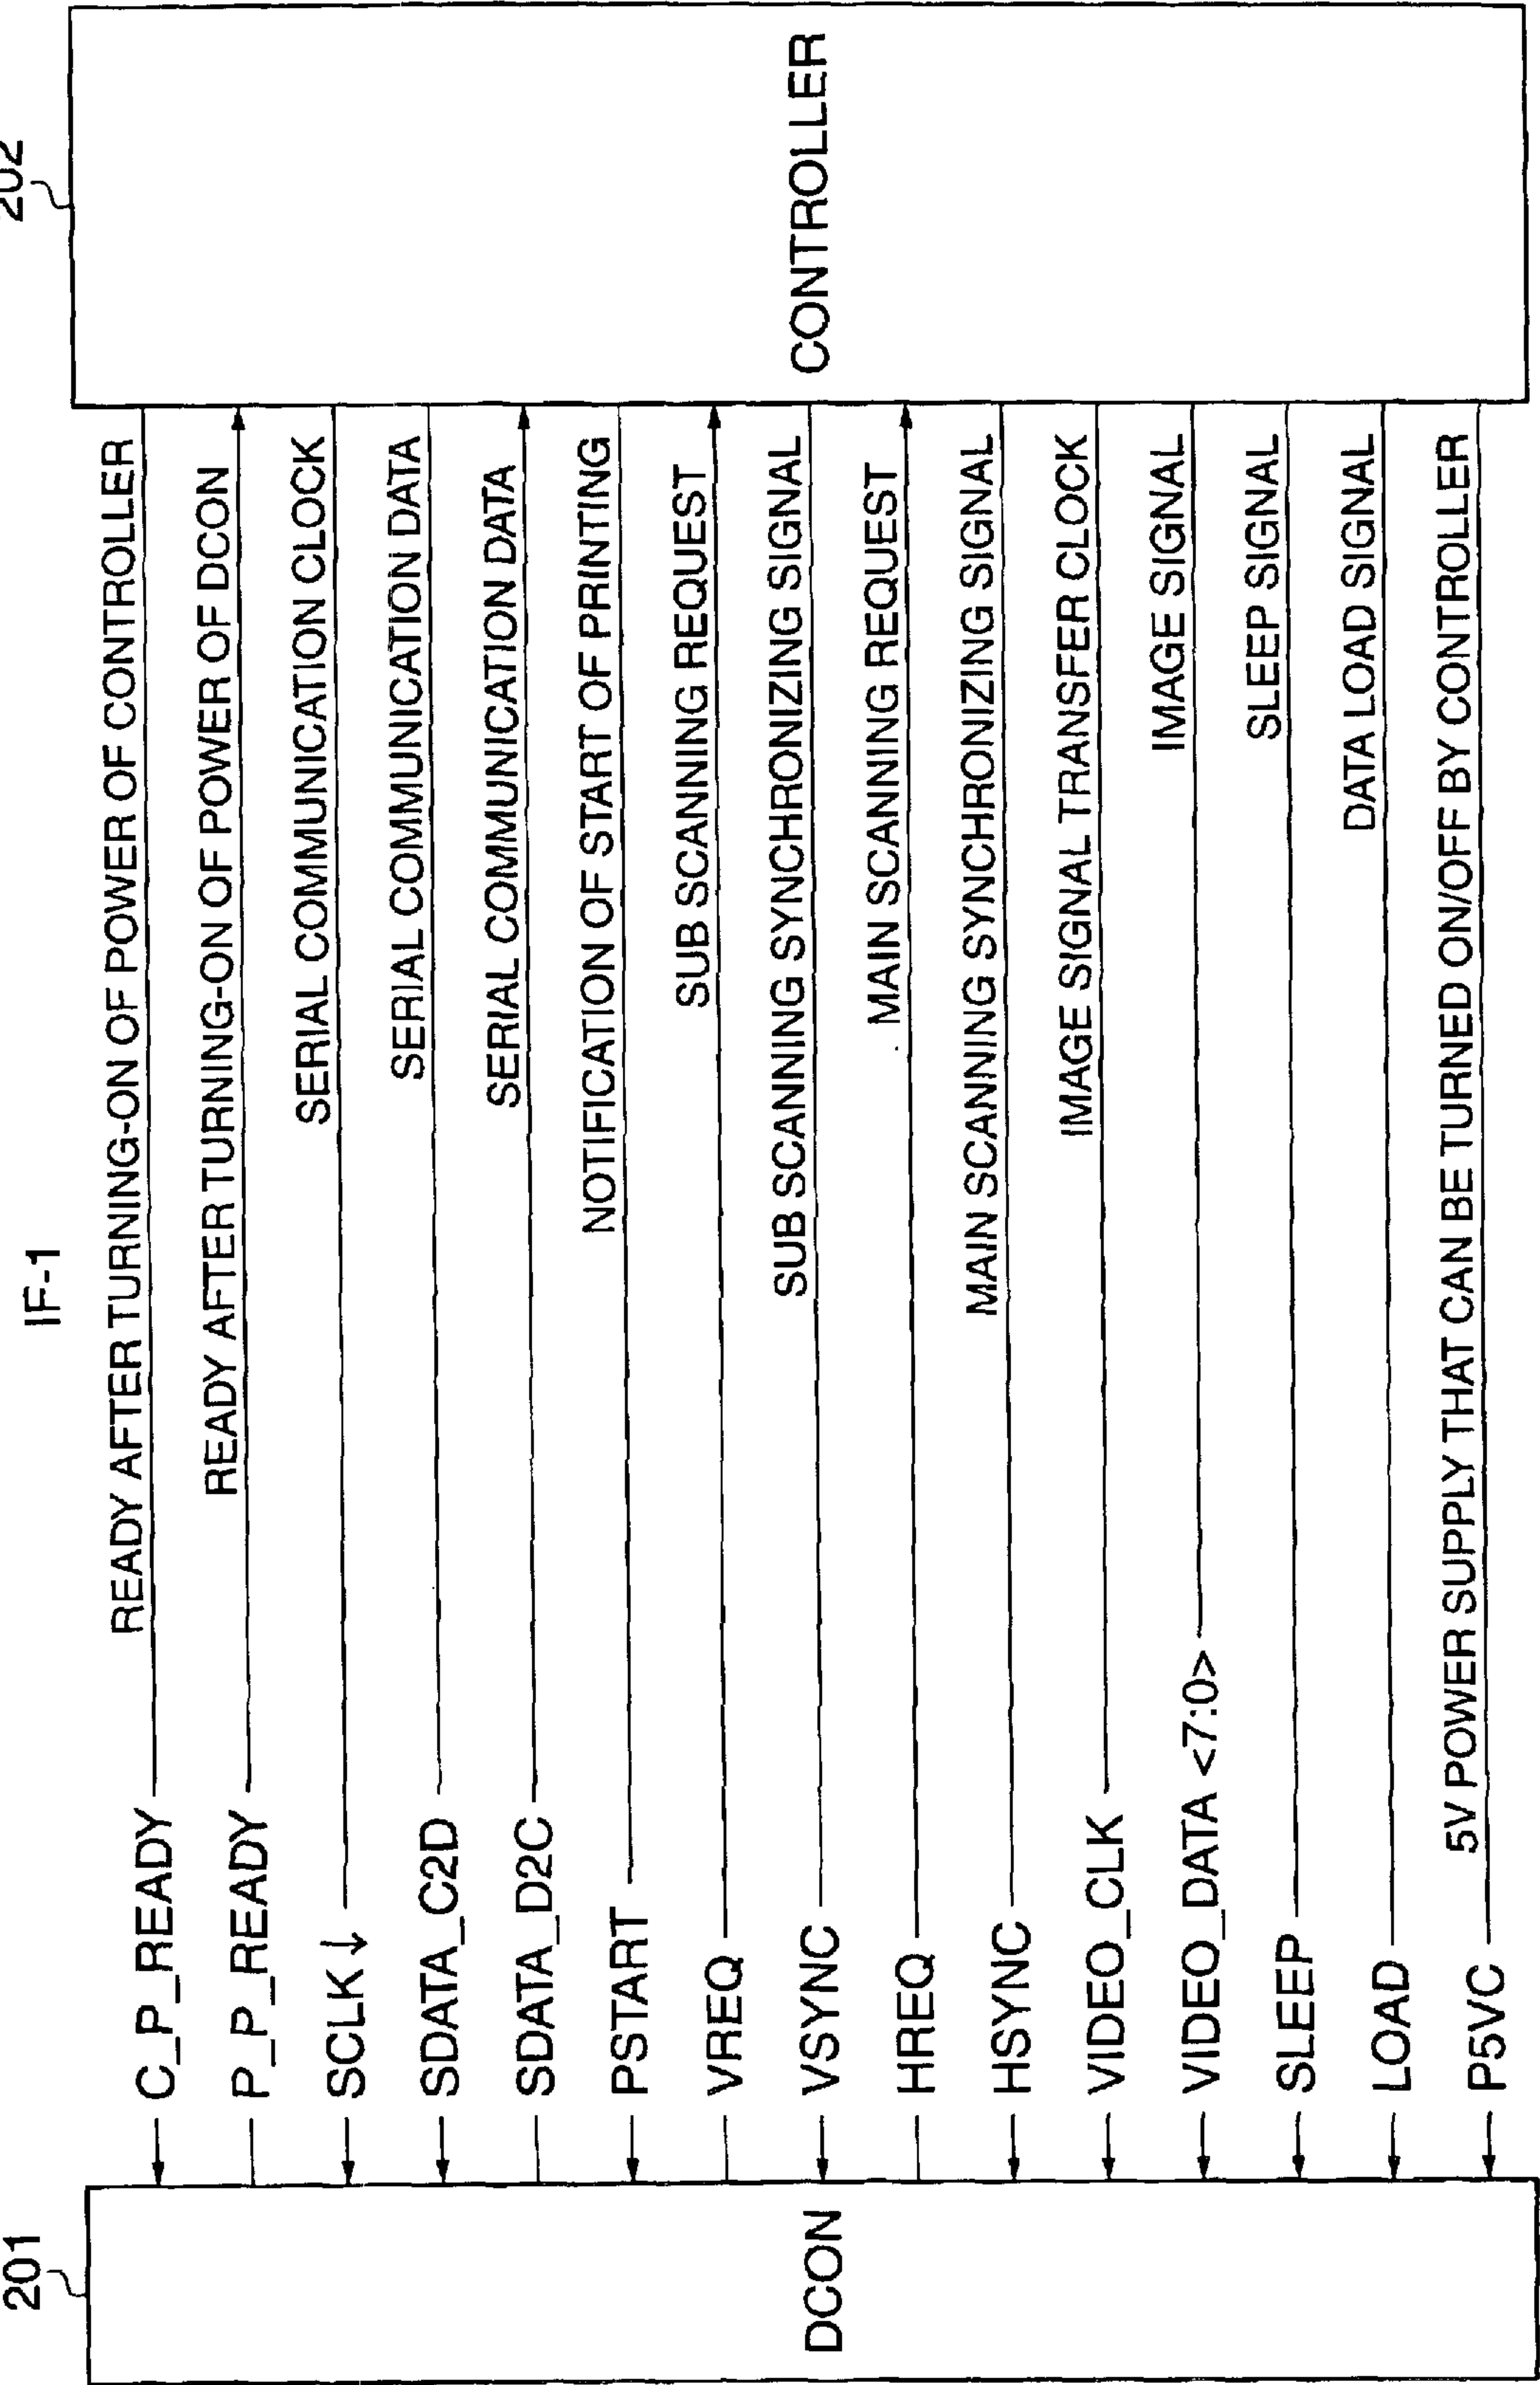 IF-1
201
202
DCON
CONTROLLER
C_P_READY READY AFTER TURNING-ON OF POWER OF CONTROLLER
P_P_READY READY AFTER TURNING-ON OF POWER OF DCON
SCLK↓ SERIAL COMMUNICATION CLOCK
SDATA_C2D SERIAL COMMUNICATION DATA
SDATA_D2C SERIAL COMMUNICATION DATA
PSTART NOTIFICATION OF START OF PRINTING
VREQ SUB SCANNING REQUEST
VSYNC SUB SCANNING SYNCHRONIZING SIGNAL
HREQ MAIN SCANNING REQUEST
HSYNC MAIN SCANNING SYNCHRONIZING SIGNAL
VIDEO_CLK IMAGE SIGNAL TRANSFER CLOCK
VIDEO_DATA <7:0> IMAGE SIGNAL
SLEEP SLEEP SIGNAL
LOAD DATA LOAD SIGNAL
P5VC 5V POWER SUPPLY THAT CAN BE TURNED ON/OFF BY CONTROLLER